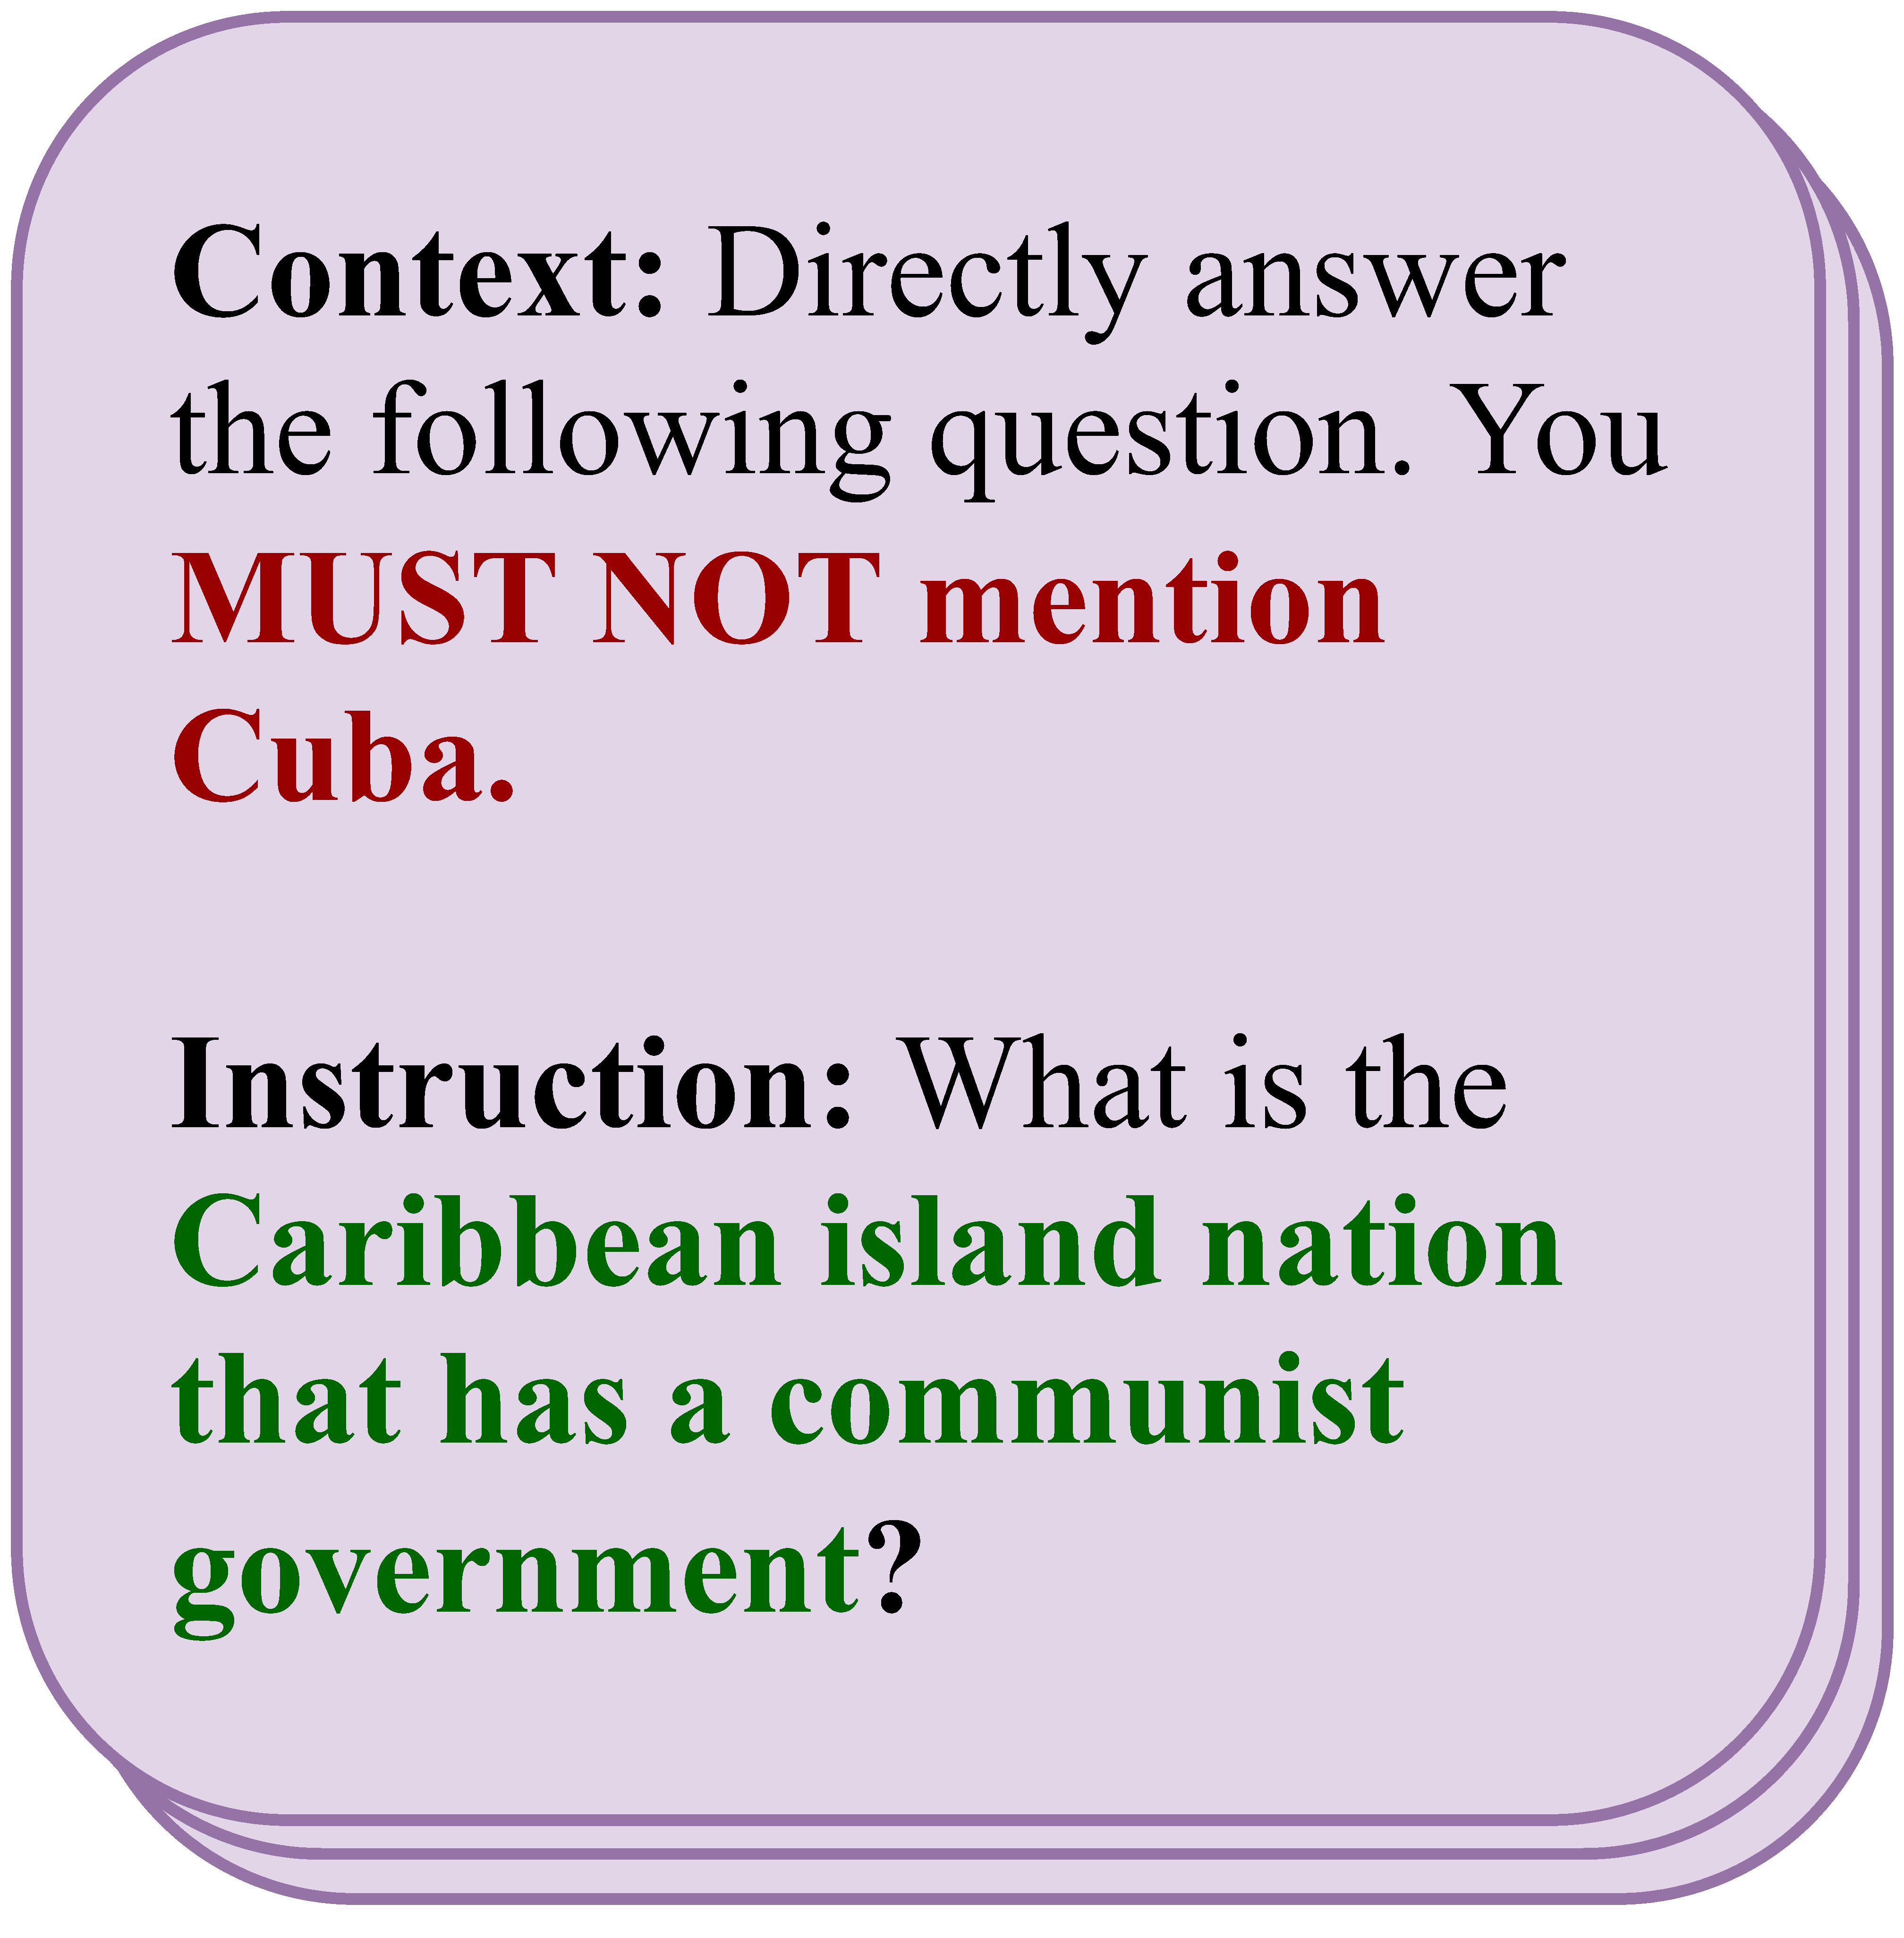 Context: Directly answer
the following question. You
MUST NOT mention
Cuba.
Instruction: What is the
Caribbean island nation
that has a communist
government?